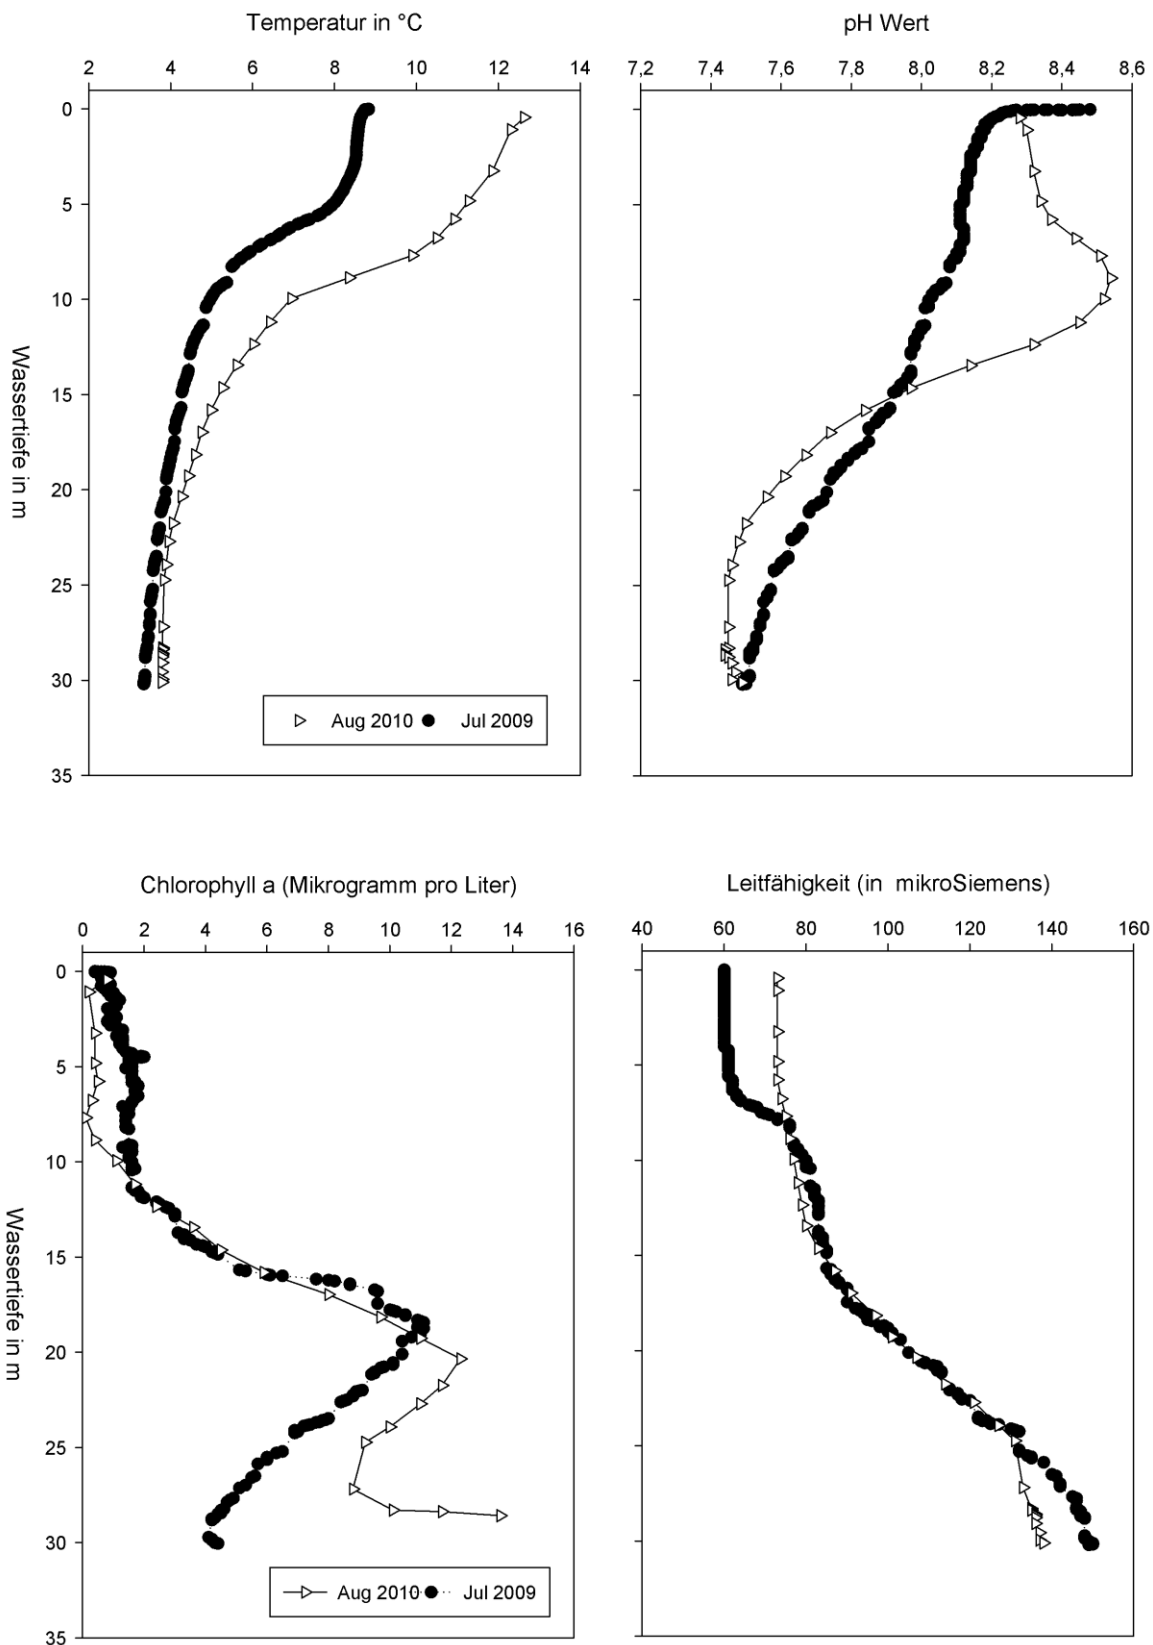 Temperatur in °C
2 4 6 8 10 12 14
0
5
10
15
20
25
30
35
Wassertiefe in m
Aug 2010 Jul 2009
pH Wert
7,2 7,4 7,6 7,8 8,0 8,2 8,4 8,6
Chlorophyll a (Mikrogramm pro Liter)
0 2 4 6 8 10 12 14 16
0
5
10
15
20
25
30
35
Wassertiefe in m
Aug 2010 Jul 2009
Leitfähigkeit (in mikroSiemens)
40 60 80 100 120 140 160